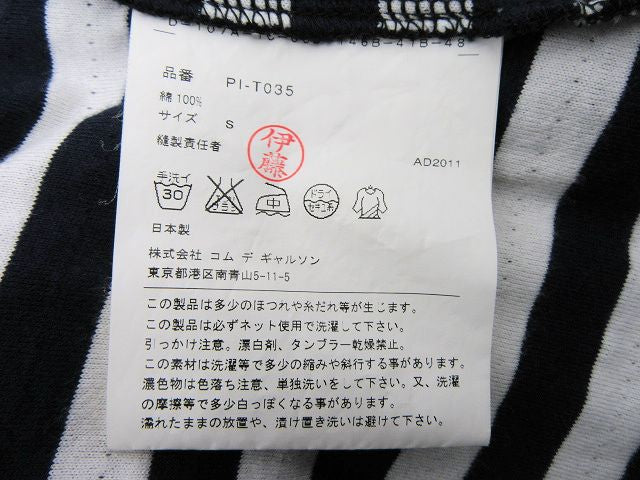 品番 PI-T035
綿 100%
サイズ S
縫製責任者 伊藤
AD2011
手洗イ
30
中
ドライ
日本製
株式会社 コム デ ギャルソン
東京都港区南青山5-11-5
この製品は多少のほつれや糸だれ等が生じます。
この製品は必ずネット使用で洗濯して下さい。
引っかけ注意。漂白剤、タンブラー乾燥禁止。
この素材は洗濯等で多少の縮みや斜行する事があります。
濃色物は色落ち注意、単独洗いをして下さい。又、洗濯
の摩擦等で多少白っぽくなる事があります。
濡れたままの放置や、漬け置き洗いは避けて下さい。